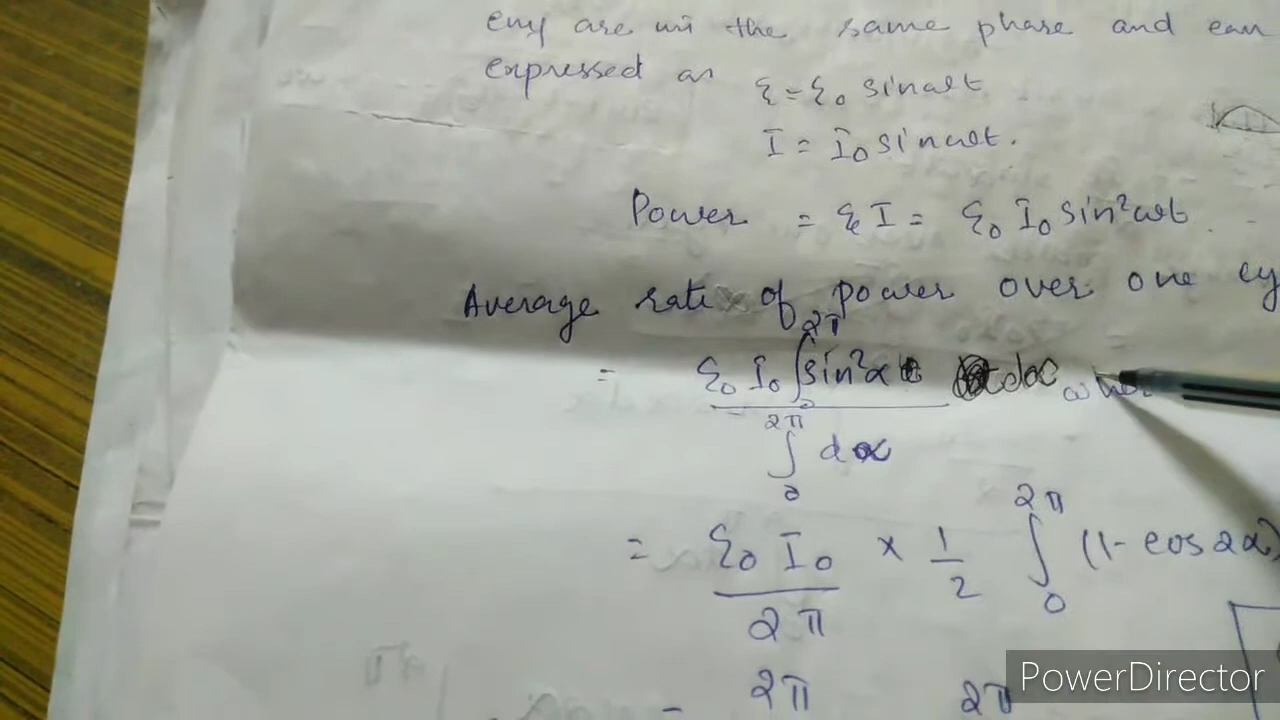 emf are in the same phase and can
expressed as
ε = ε₀ sin ωt
I = I₀ sin ωt.
Power = ε I = ε₀ I₀ sin²ωt.
Average rate of power over one cy
= ε₀ I₀ ∫₀^2π sin²α dα wher
∫₀^2π dα
= ε₀ I₀ / 2π × 1/2 ∫₀^2π (1 - cos 2α)
2π 2π
PowerDirector